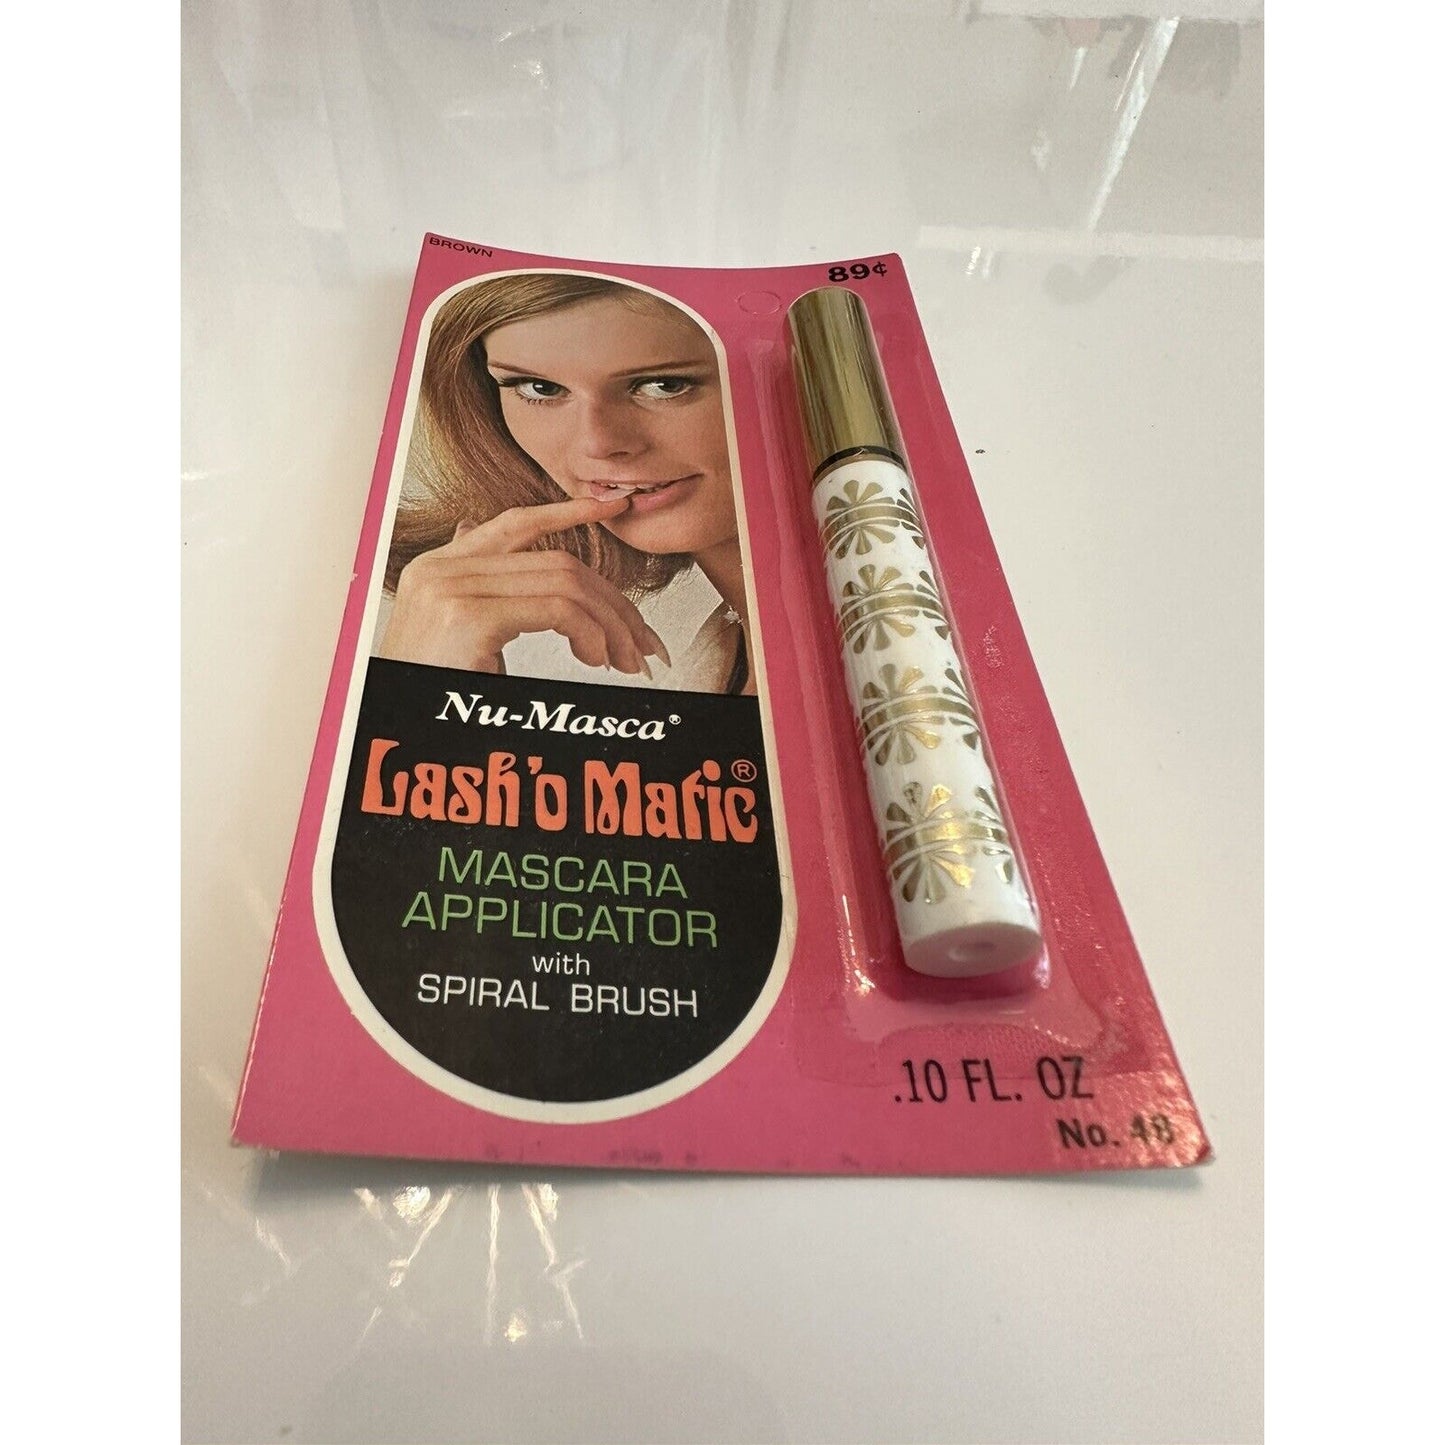 BROWN
89¢
Nu-Masca®
Lash'o Matic®
MASCARA
APPLICATOR
with
SPIRAL BRUSH
.10 FL. OZ
No. 48